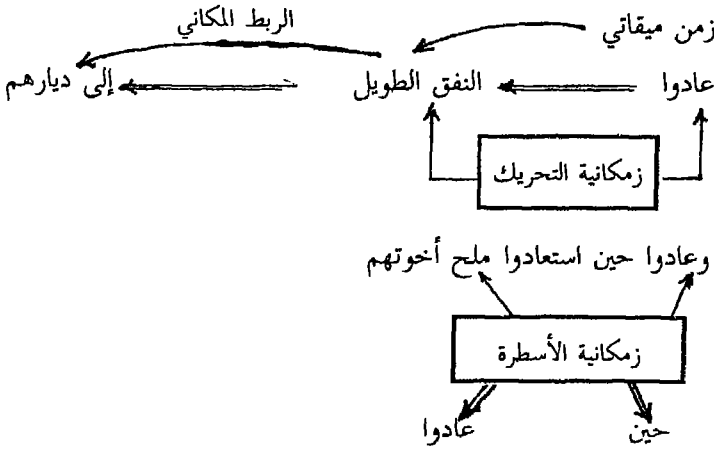 زمن ميقاتي
الربط المكاني
عادوا النفق الطويل إلى ديارهم
زمكانية التحريك
وعادوا حين استعادوا ملح أخوتهم
زمكانية الأسطرة
حين عادوا